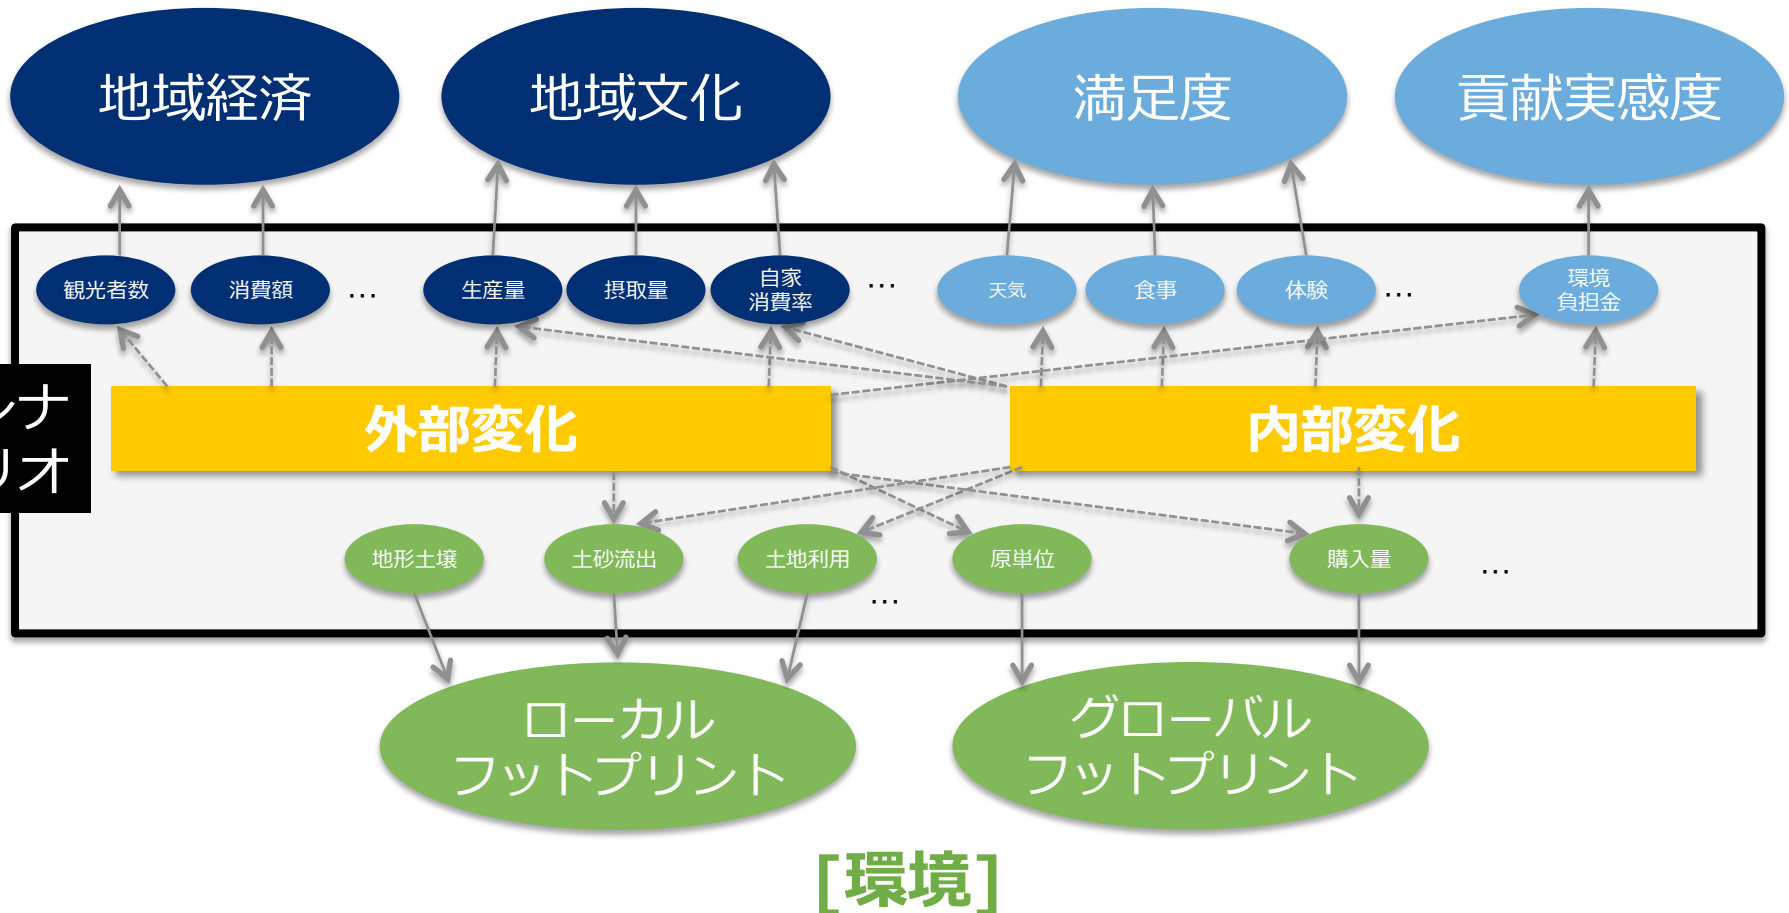 地域経済
地域文化
満足度
貢献実感度
観光者数
消費額
…
生産量
摂取量
自家
消費率
…
天気
食事
体験
…
環境
負担金
ルナ
リオ
外部変化
内部変化
地形土壌
土砂流出
土地利用
…
原単位
購入量
…
ローカル
フットプリント
グローバル
フットプリント
[環境]